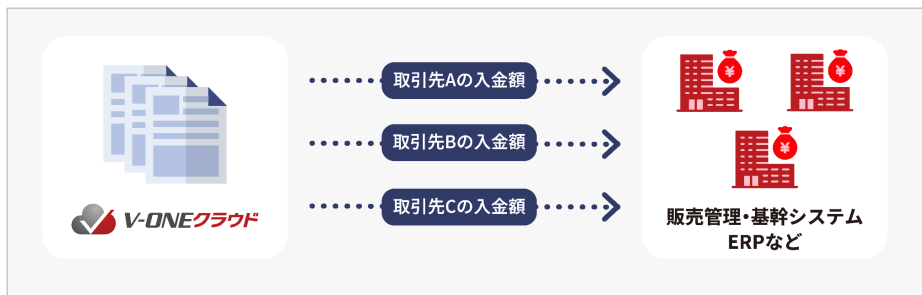 取引先Aの入金額
取引先Bの入金額
取引先Cの入金額
V-ONEクラウド
¥
¥
¥
販売管理・基幹システム
ERPなど